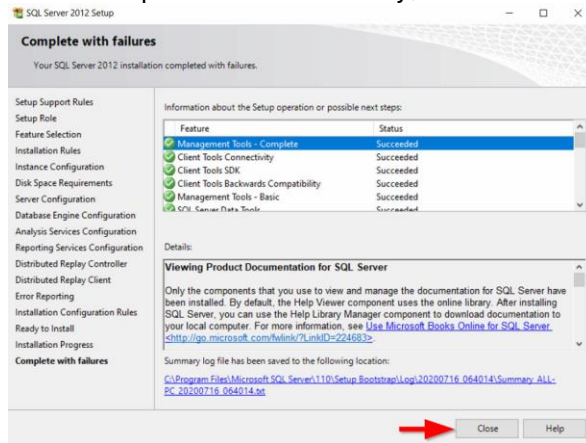 SQL Server 2012 Setup
Complete with failures
Your SQL Server 2012 installation completed with failures.
Setup Support Rules
Setup Role
Feature Selection
Installation Rules
Instance Configuration
Disk Space Requirements
Server Configuration
Database Engine Configuration
Analysis Services Configuration
Reporting Services Configuration
Distributed Replay Controller
Distributed Replay Client
Error Reporting
Installation Configuration Rules
Ready to Install
Installation Progress
Complete with failures
Information about the Setup operation or possible next steps:
Feature Status
Management Tools - Complete Succeeded
Client Tools Connectivity Succeeded
Client Tools SDK Succeeded
Client Tools Backwards Compatibility Succeeded
Management Tools - Basic Succeeded
SQL Server Data Tools Succeeded
Details:
Viewing Product Documentation for SQL Server
Only the components that you use to view and manage the documentation for SQL Server have
been installed. By default, the Help Viewer component uses the online library. After installing
SQL Server, you can use the Help Library Manager component to download documentation to
your local computer. For more information, see Use Microsoft Books Online for SQL Server
<http://go.microsoft.com/fwlink/?LinkID=224683>.
Summary log file has been saved to the following location:
C:\Program Files\Microsoft SQL Server\110\Setup Bootstrap\Log\20200716_064014\Summary_ALL-
PC_20200716_064014.txt
Close Help